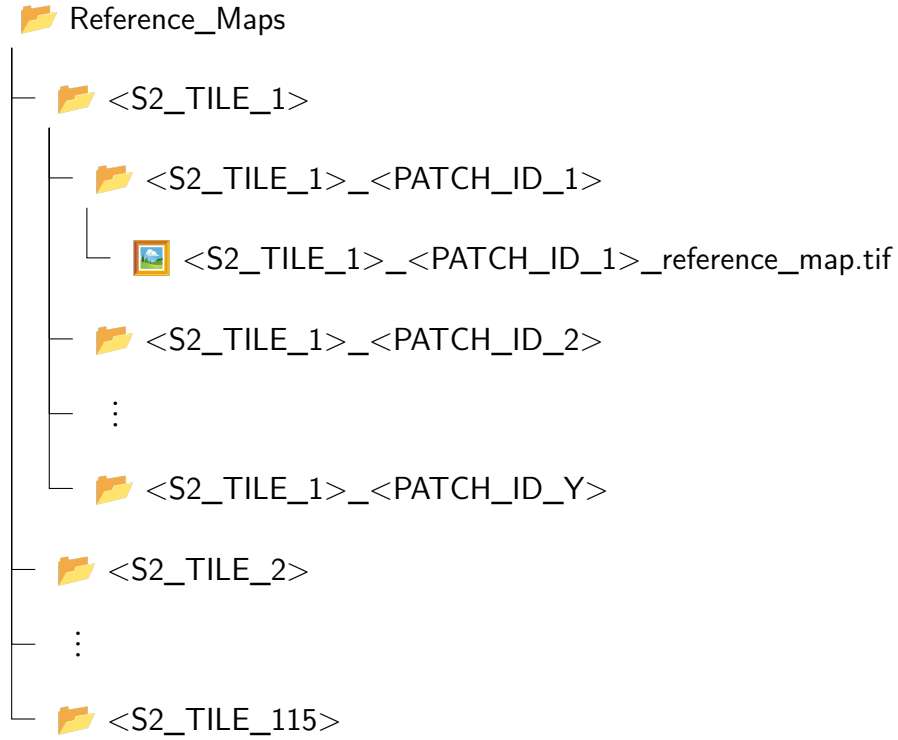 Reference_Maps
<S2_TILE_1>
<S2_TILE_1>_<PATCH_ID_1>
<S2_TILE_1>_<PATCH_ID_1>_reference_map.tif
<S2_TILE_1>_<PATCH_ID_2>
⋮
<S2_TILE_1>_<PATCH_ID_Y>
<S2_TILE_2>
⋮
<S2_TILE_115>